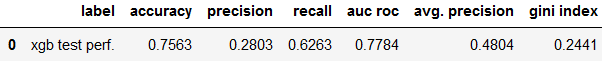 label accuracy precision recall auc roc avg. precision gini index
0 xgb test perf. 0.7563 0.2803 0.6263 0.7784 0.4804 0.2441